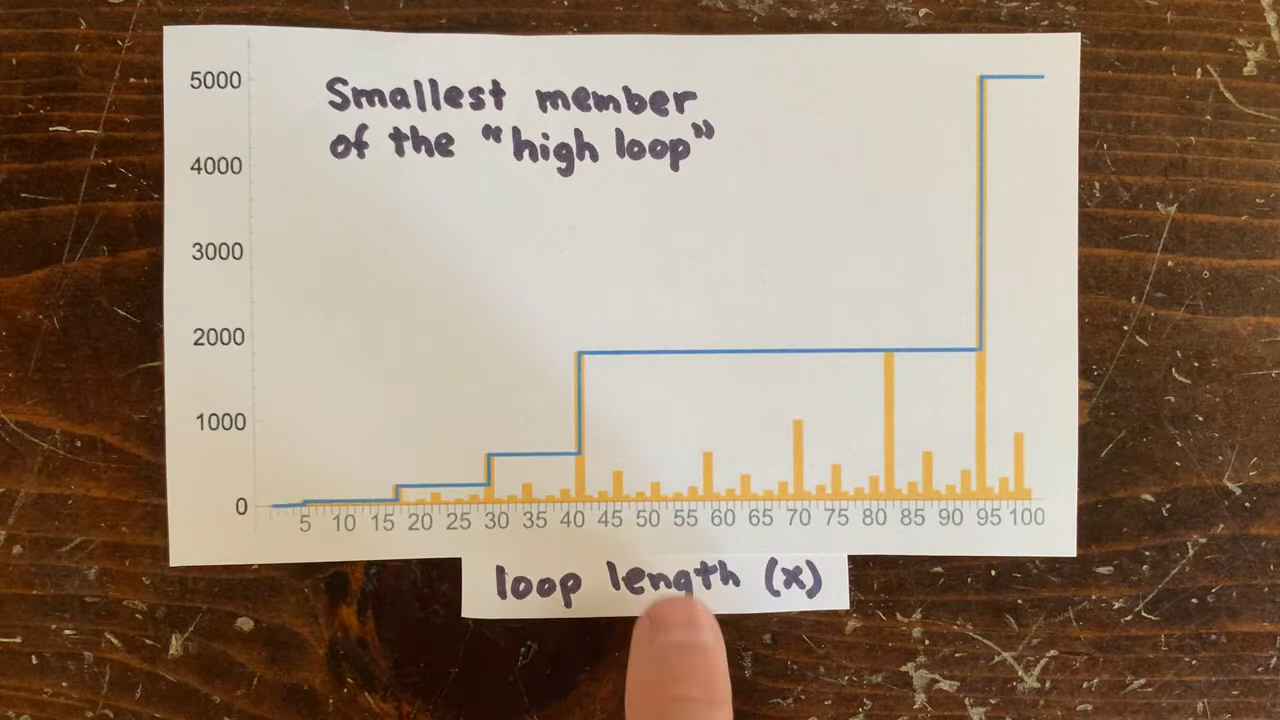 Smallest member
of the "high loop"
5000
4000
3000
2000
1000
0
5 10 15 20 25 30 35 40 45 50 55 60 65 70 75 80 85 90 95 100
loop length (x)